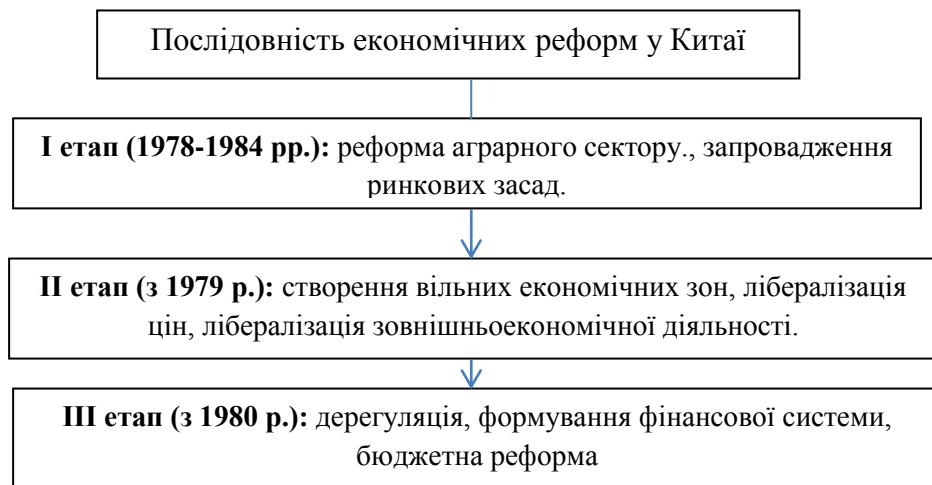 Послідовність економічних реформ у Китаї
І етап (1978-1984 рр.): реформа аграрного сектору., запровадження
ринкових засад.
ІІ етап (з 1979 р.): створення вільних економічних зон, лібералізація
цін, лібералізація зовнішньоекономічної діяльності.
ІІІ етап (з 1980 р.): дерегуляція, формування фінансової системи,
бюджетна реформа